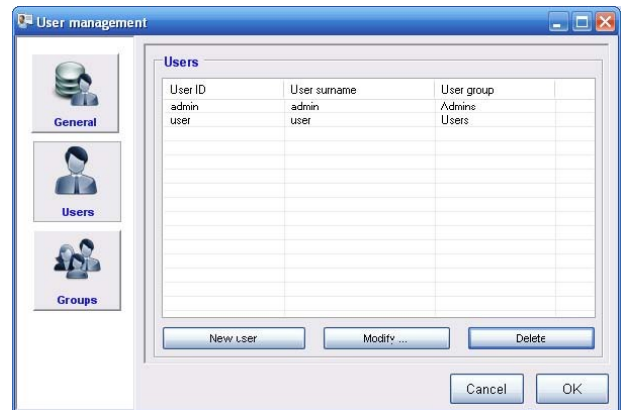 User management
General
Users
Groups
Users
User ID User surname User group
admin admin Admins
user user Users
New user Modify ... Delete
Cancel OK